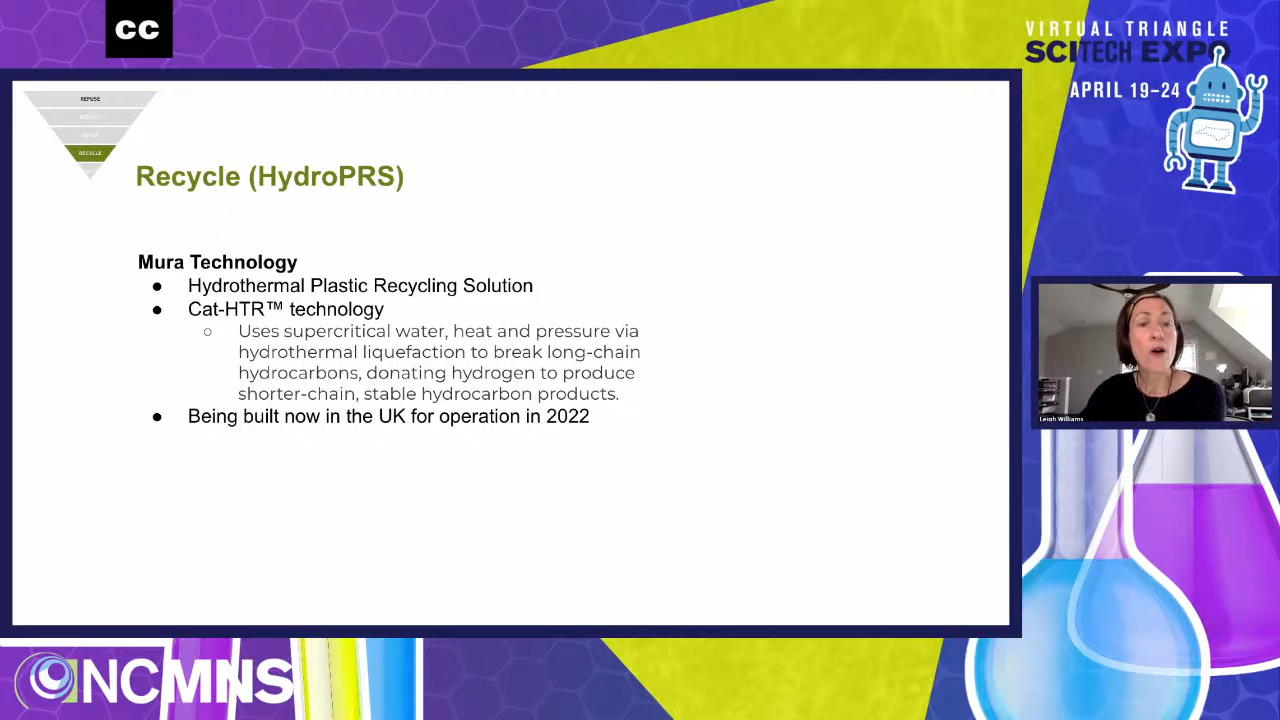 CC
VIRTUAL TRIANGLE
SCITECH EXPO
APRIL 19–24
REFUSE
RECYCLE
Recycle (HydroPRS)
Mura Technology
● Hydrothermal Plastic Recycling Solution
● Cat-HTR™ technology
○ Uses supercritical water, heat and pressure via
hydrothermal liquefaction to break long-chain
hydrocarbons, donating hydrogen to produce
shorter-chain, stable hydrocarbon products.
● Being built now in the UK for operation in 2022
Leigh Williams
NCMNS